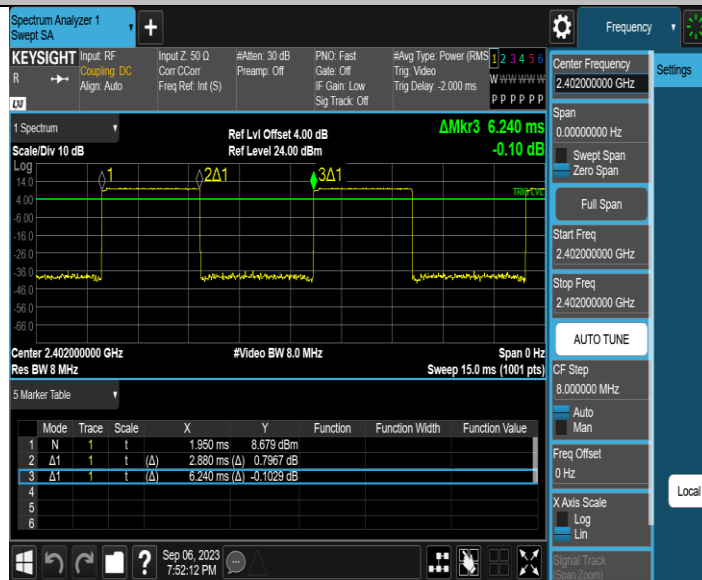 Spectrum Analyzer 1
Swept SA
Frequency
KEYSIGHT
R
LXI
Input: RF
Coupling: DC
Align: Auto
Input Z: 50 Ω
Corr CCorr
Freq Ref: Int (S)
#Atten: 30 dB
Preamp: Off
PNO: Fast
Gate: Off
IF Gain: Low
Sig Track: Off
#Avg Type: Power (RMS
Trig: Video
Trig Delay: -2.000 ms
1 2 3 4 5 6
P P P P P P
Center Frequency
2.402000000 GHz
Settings
Span
0.00000000 Hz
Swept Span
Zero Span
Full Span
Start Freq
2.402000000 GHz
Stop Freq
2.402000000 GHz
AUTO TUNE
CF Step
8.000000 MHz
Auto
Man
Freq Offset
0 Hz
X Axis Scale
Log
Lin
Signal Track
(Span Zoom)
Local
1 Spectrum
Scale/Div 10 dB
Ref Lvl Offset 4.00 dB
Ref Level 24.00 dBm
ΔMkr3 6.240 ms
-0.10 dB
Log
14.0
4.00
-6.00
-16.0
-26.0
-36.0
-46.0
-56.0
-66.0
1
2Δ1
3Δ1
Center 2.402000000 GHz
Res BW 8 MHz
#Video BW 8.0 MHz
Span 0 Hz
Sweep 15.0 ms (1001 pts)
5 Marker Table
Mode Trace Scale X Y Function Function Width Function Value
1 N 1 t 1.950 ms 8.679 dBm
2 Δ1 1 t (Δ) 2.880 ms (Δ) 0.7967 dB
3 Δ1 1 t (Δ) 6.240 ms (Δ) -0.1029 dB
4
5
6
?
Sep 06, 2023
7:52:12 PM